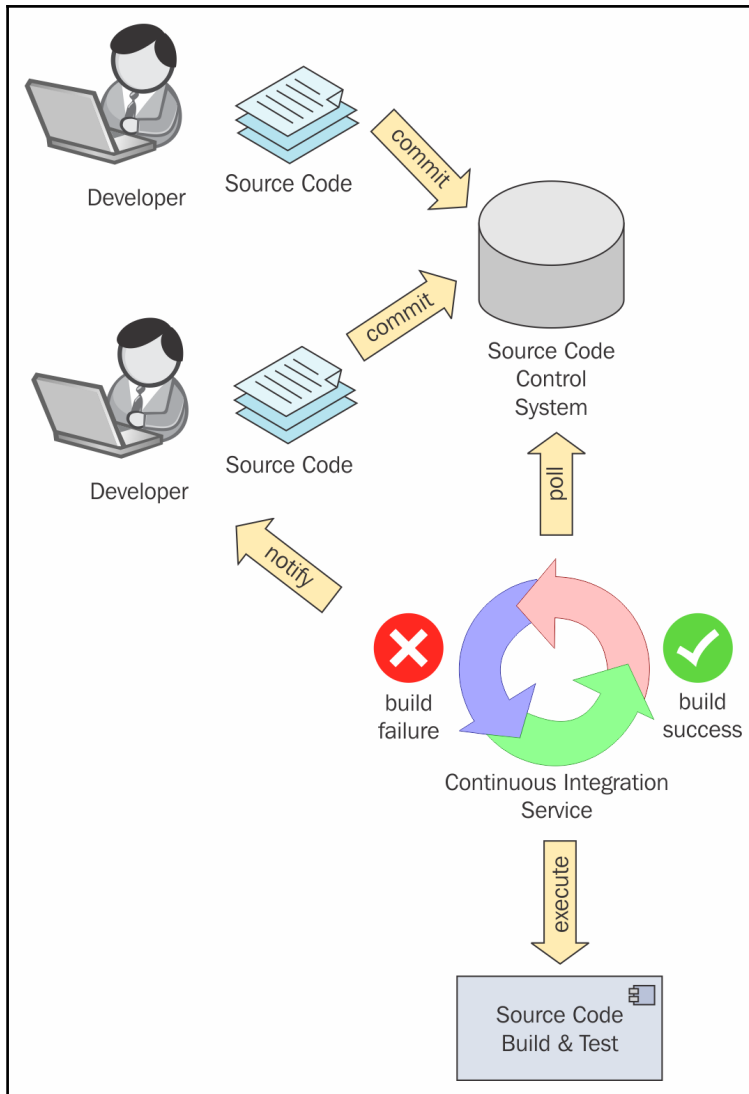 commit
Developer
Source Code
commit
Source Code
Control
System
Developer
Source Code
poll
notify
build
failure
build
success
Continuous Integration
Service
execute
Source Code
Build & Test